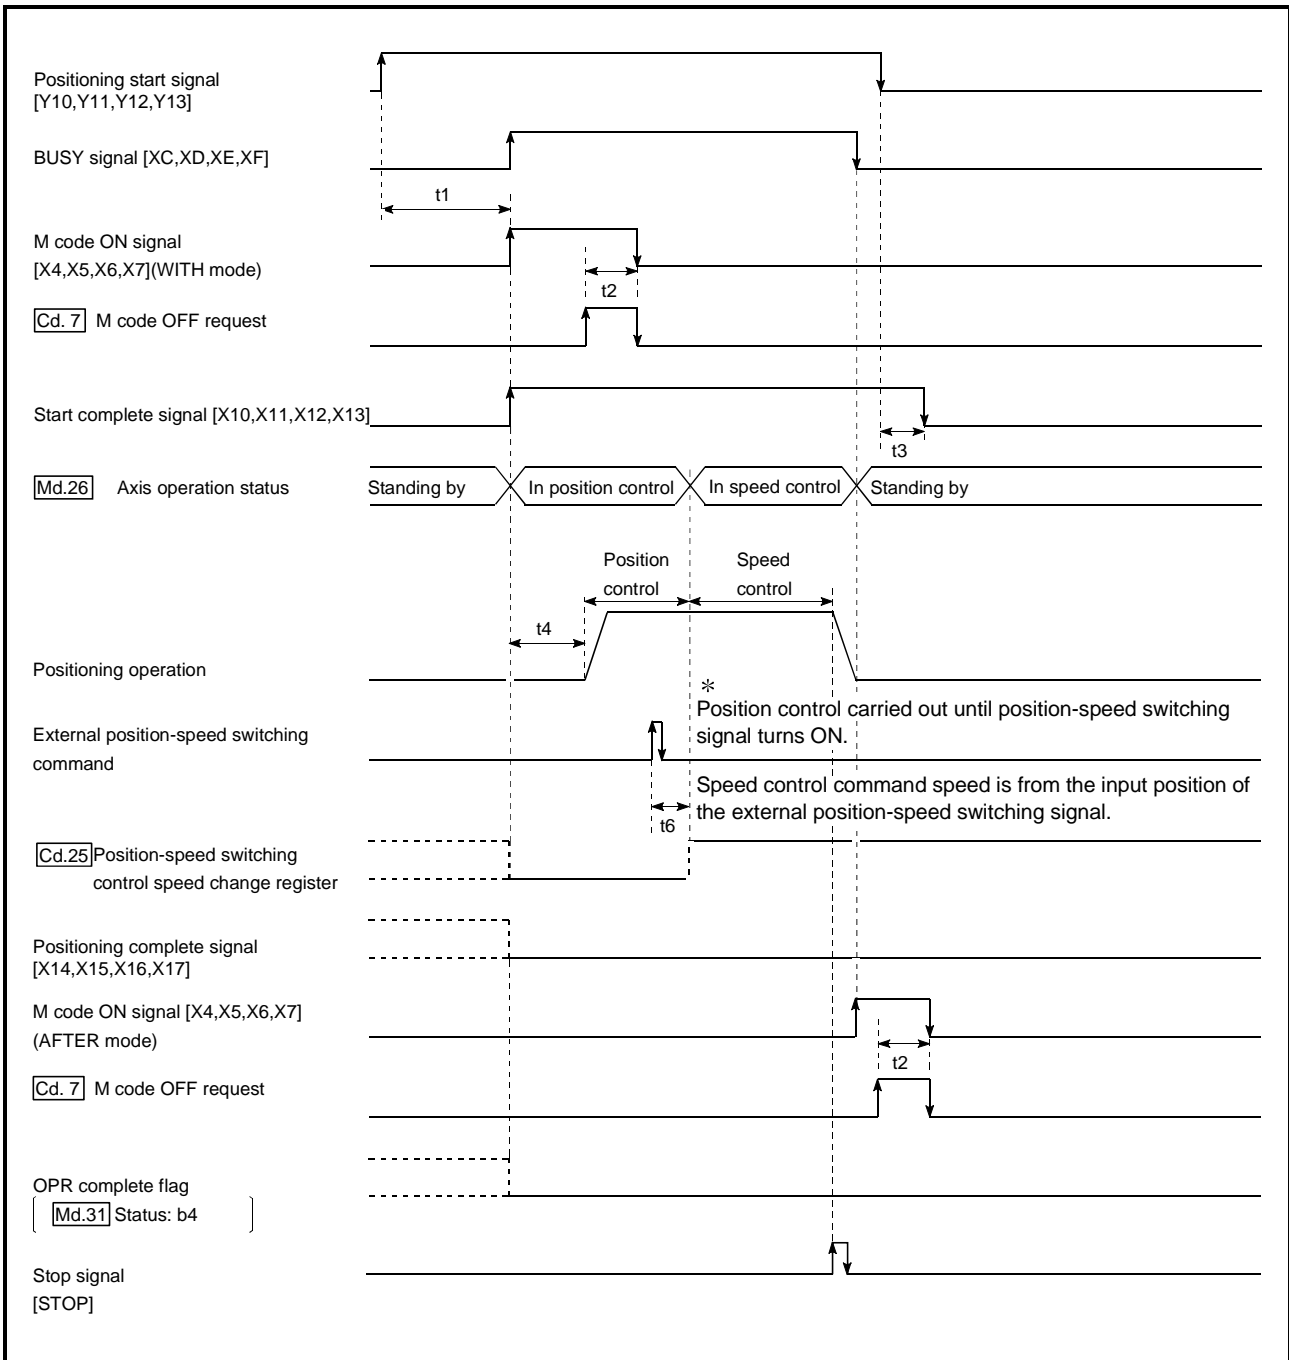 Positioning start signal
[Y10,Y11,Y12,Y13]
BUSY signal [XC,XD,XE,XF]
t1
M code ON signal
[X4,X5,X6,X7](WITH mode)
t2
Cd. 7 M code OFF request
Start complete signal [X10,X11,X12,X13]
t3
Md.26 Axis operation status
Standing by
In position control
In speed control
Standing by
Position control
Speed control
t4
Positioning operation
*
Position control carried out until position-speed switching
signal turns ON.
External position-speed switching
command
Speed control command speed is from the input position of
the external position-speed switching signal.
t6
Cd.25 Position-speed switching
control speed change register
Positioning complete signal
[X14,X15,X16,X17]
M code ON signal [X4,X5,X6,X7]
(AFTER mode)
t2
Cd. 7 M code OFF request
OPR complete flag
Md.31 Status: b4
Stop signal
[STOP]